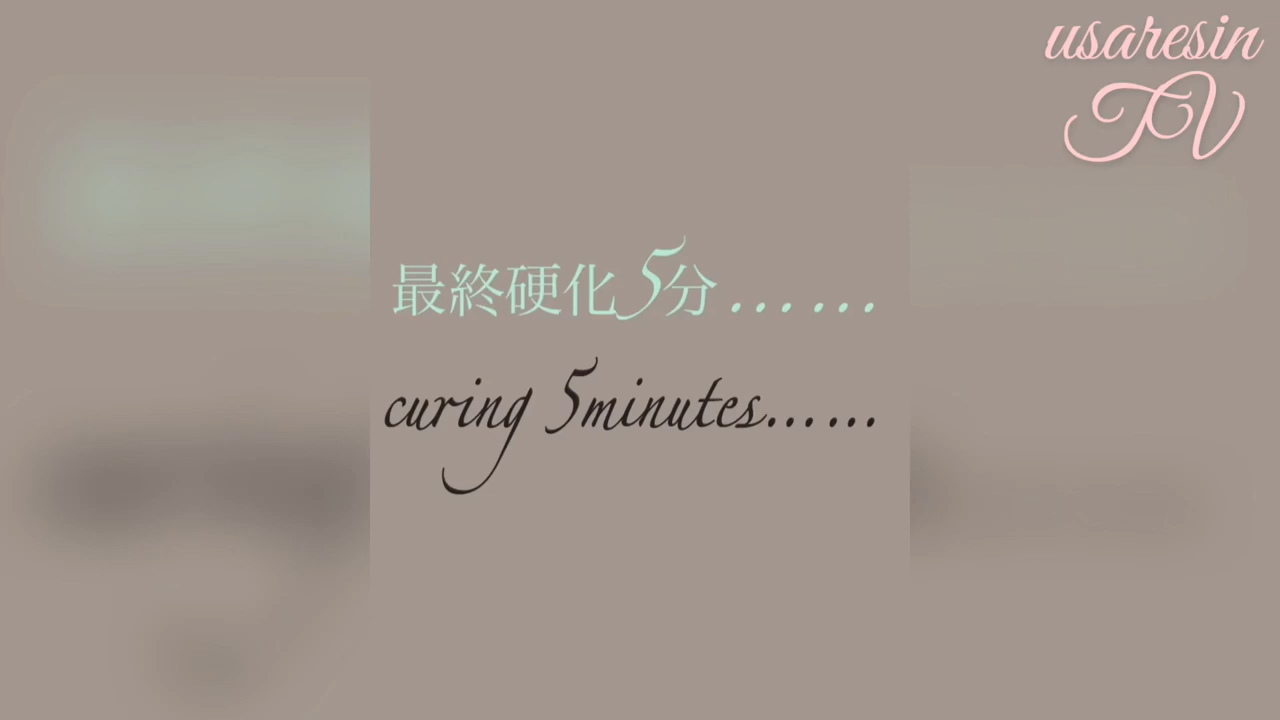 usaresin
TV
最終硬化5分……
curing 5minutes……